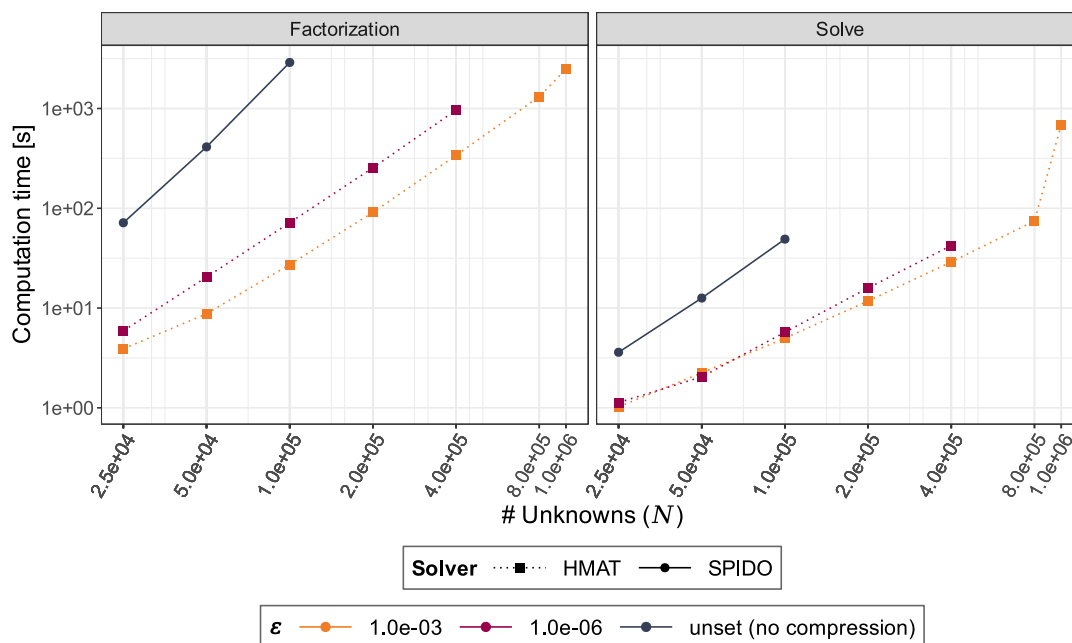 Factorization
Solve
Computation time [s]
1e+03
1e+02
1e+01
1e+00
2.5e+04
5.0e+04
1.0e+05
2.0e+05
4.0e+05
8.0e+05
1.0e+06
2.5e+04
5.0e+04
1.0e+05
2.0e+05
4.0e+05
8.0e+05
1.0e+06
# Unknowns (N)
Solver HMAT SPIDO
ε 1.0e-03 1.0e-06 unset (no compression)